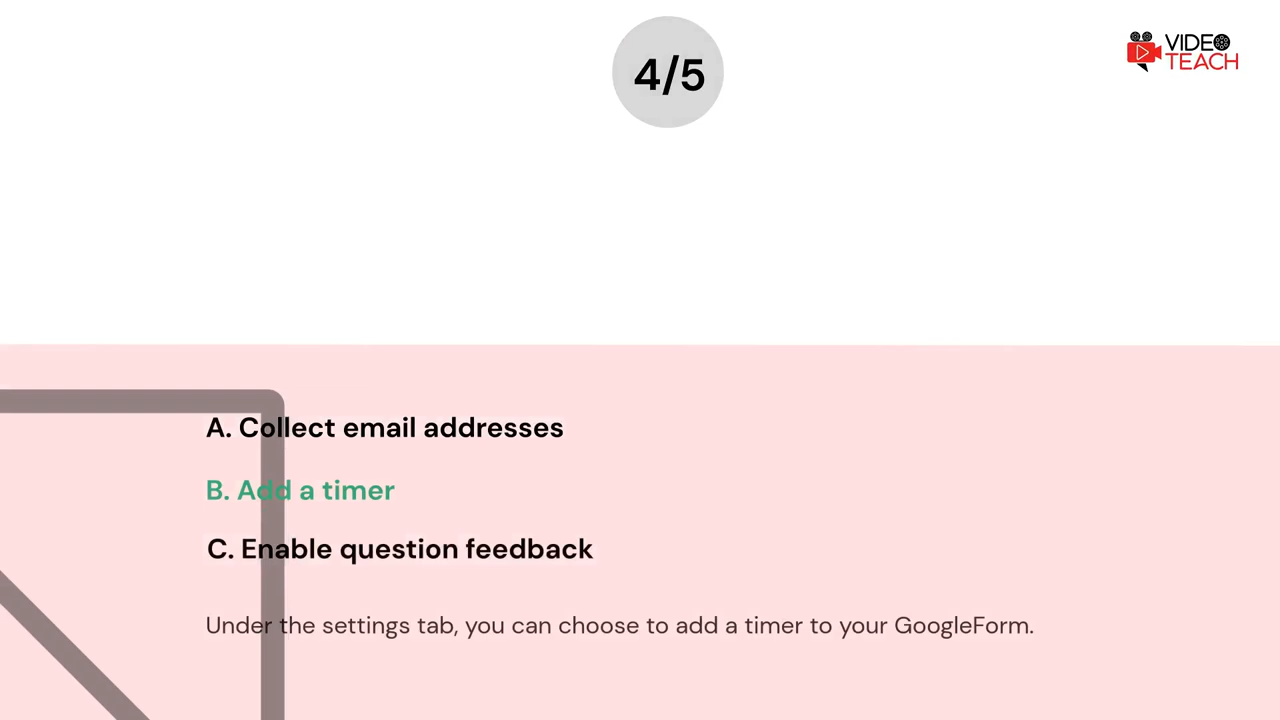 4/5
VIDEO
TEACH
A. Collect email addresses
B. Add a timer
C. Enable question feedback
Under the settings tab, you can choose to add a timer to your GoogleForm.